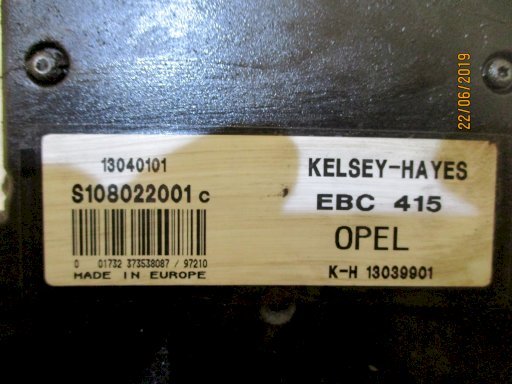 13040101
S108022001 c
0 01732 373538087 / 97210
MADE IN EUROPE
KELSEY-HAYES
EBC 415
OPEL
K-H 13039901
22/06/2019